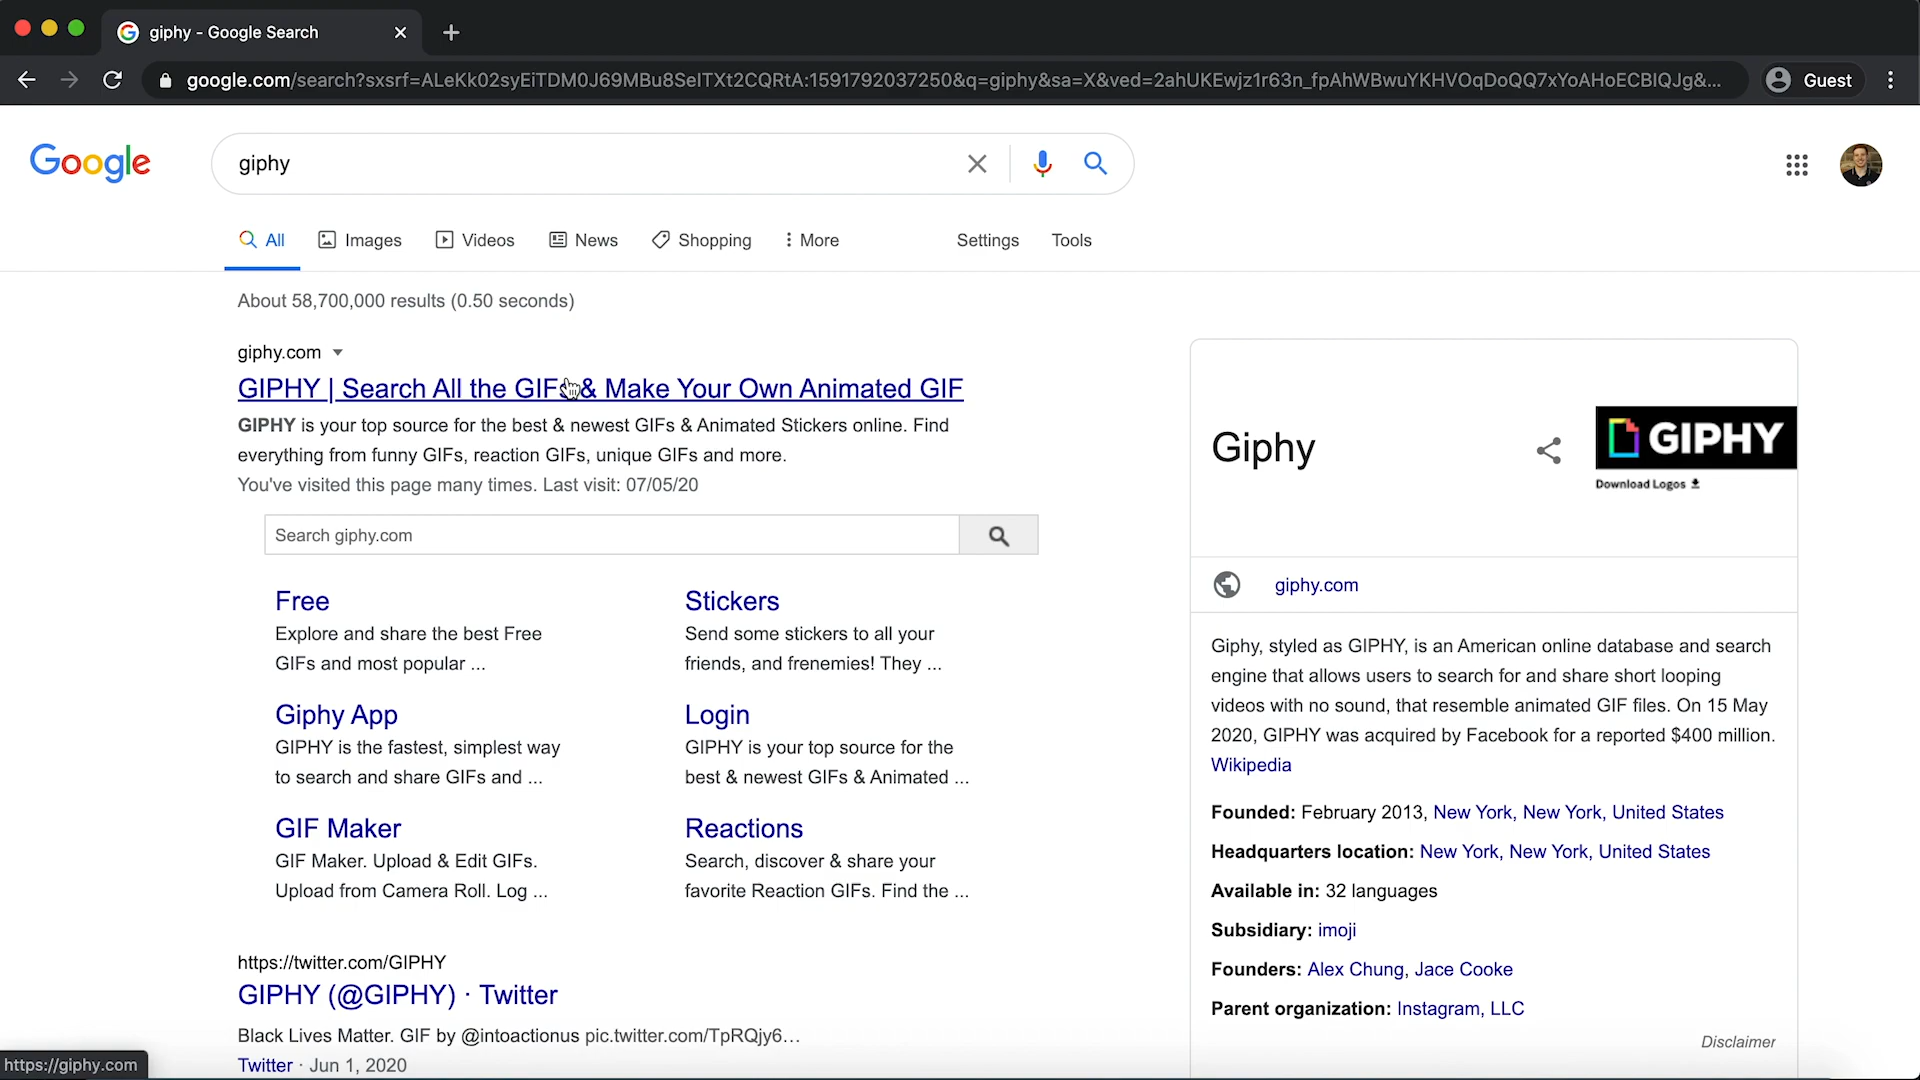 giphy - Google Search
google.com/search?sxsrf=ALeKk02syEiTDM0J69MBu8SeITXt2CQRtA:1591792037250&q=giphy&sa=X&ved=2ahUKEwjz1r63n_fpAhWBwuYKHVOqDoQQ7xYoAHoECBIQJg&...
Guest
Google
giphy
All Images Videos News Shopping More Settings Tools
About 58,700,000 results (0.50 seconds)
giphy.com
GIPHY | Search All the GIFs & Make Your Own Animated GIF
GIPHY is your top source for the best & newest GIFs & Animated Stickers online. Find
everything from funny GIFs, reaction GIFs, unique GIFs and more.
You've visited this page many times. Last visit: 07/05/20
Search giphy.com
Free
Explore and share the best Free
GIFs and most popular ...
Stickers
Send some stickers to all your
friends, and frenemies! They ...
Giphy App
GIPHY is the fastest, simplest way
to search and share GIFs and ...
Login
GIPHY is your top source for the
best & newest GIFs & Animated ...
GIF Maker
GIF Maker. Upload & Edit GIFs.
Upload from Camera Roll. Log ...
Reactions
Search, discover & share your
favorite Reaction GIFs. Find the ...
https://twitter.com/GIPHY
GIPHY (@GIPHY) · Twitter
Black Lives Matter. GIF by @intoactionus pic.twitter.com/TpRQjy6...
Twitter · Jun 1, 2020
https://giphy.com
Giphy
GIPHY
Download Logos
giphy.com
Giphy, styled as GIPHY, is an American online database and search
engine that allows users to search for and share short looping
videos with no sound, that resemble animated GIF files. On 15 May
2020, GIPHY was acquired by Facebook for a reported $400 million.
Wikipedia
Founded: February 2013, New York, New York, United States
Headquarters location: New York, New York, United States
Available in: 32 languages
Subsidiary: imoji
Founders: Alex Chung, Jace Cooke
Parent organization: Instagram, LLC
Disclaimer